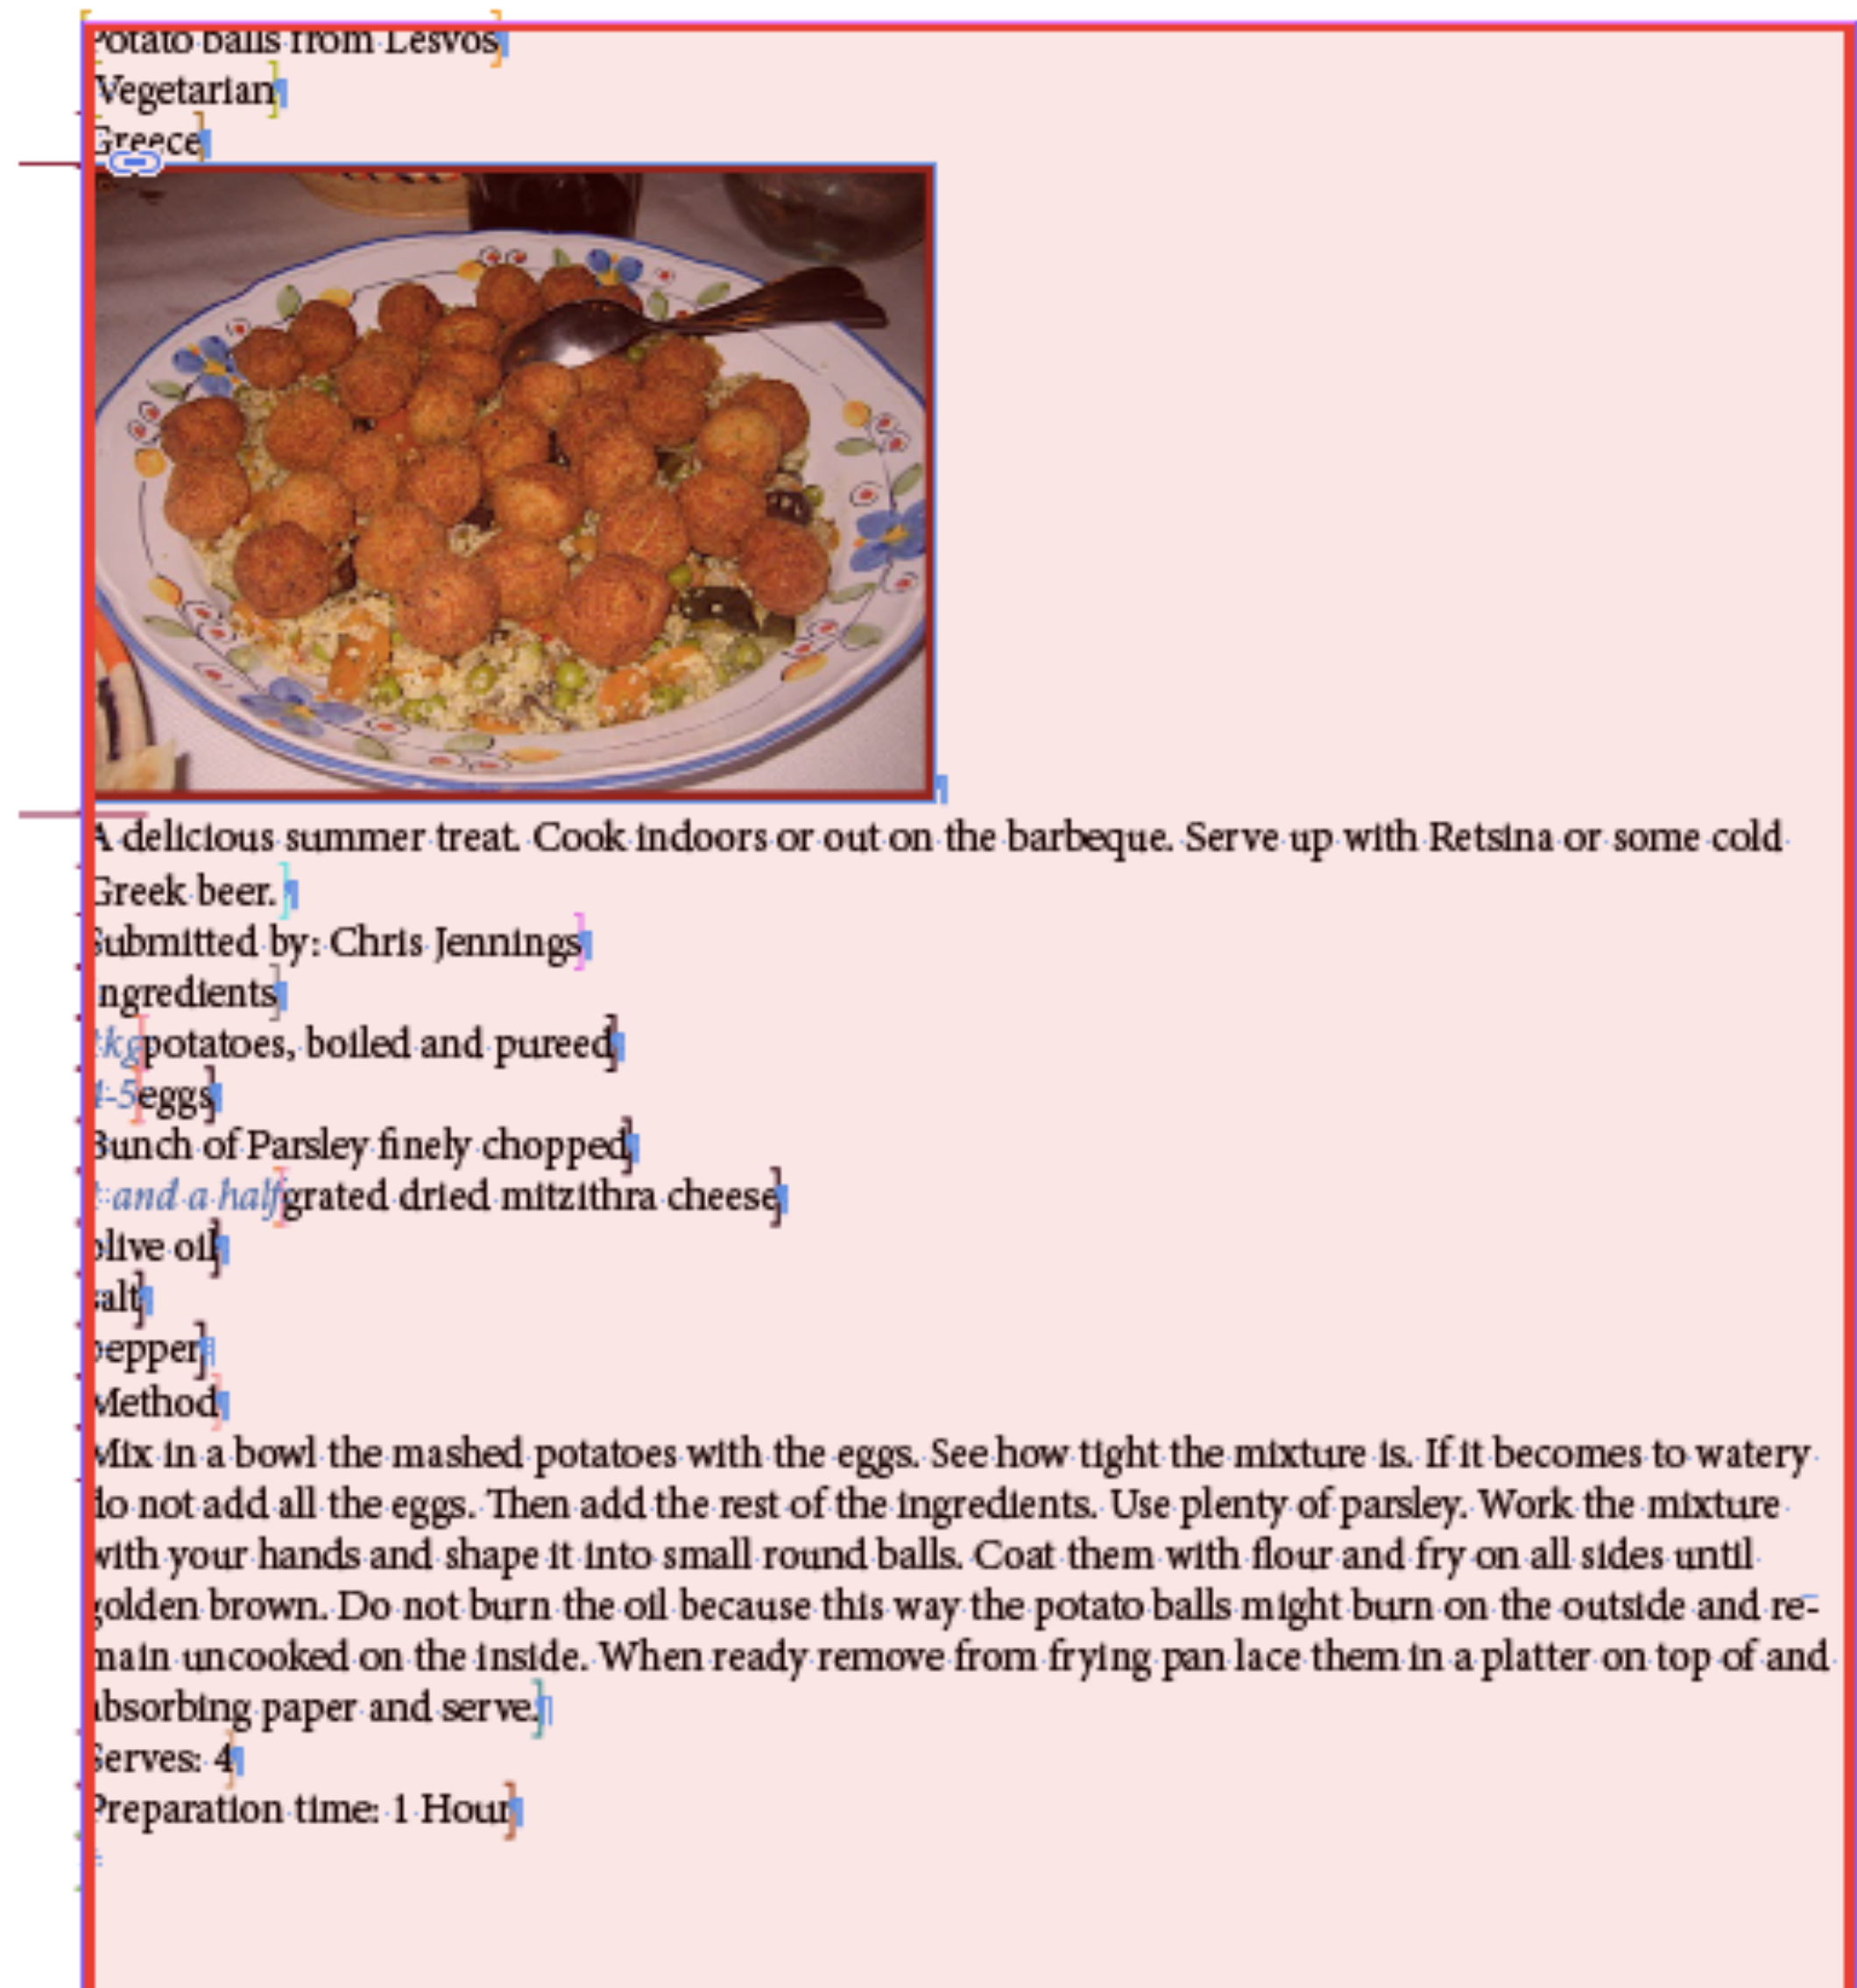 Potato balls from Lesvos
Vegetarian
Greece
A delicious summer treat. Cook indoors or out on the barbeque. Serve up with Retsina or some cold
Greek beer.
Submitted by: Chris Jennings
Ingredients
potatoes, boiled and pureed
4-5 eggs
Bunch of Parsley finely chopped
and a half grated dried mitzithra cheese
olive oil
salt
pepper
Method
Mix in a bowl the mashed potatoes with the eggs. See how tight the mixture is. If it becomes to watery
do not add all the eggs. Then add the rest of the ingredients. Use plenty of parsley. Work the mixture
with your hands and shape it into small round balls. Coat them with flour and fry on all sides until
golden brown. Do not burn the oil because this way the potato balls might burn on the outside and re-
main uncooked on the inside. When ready remove from frying pan lace them in a platter on top of and
absorbing paper and serve.
Serves: 4
Preparation time: 1 Hour